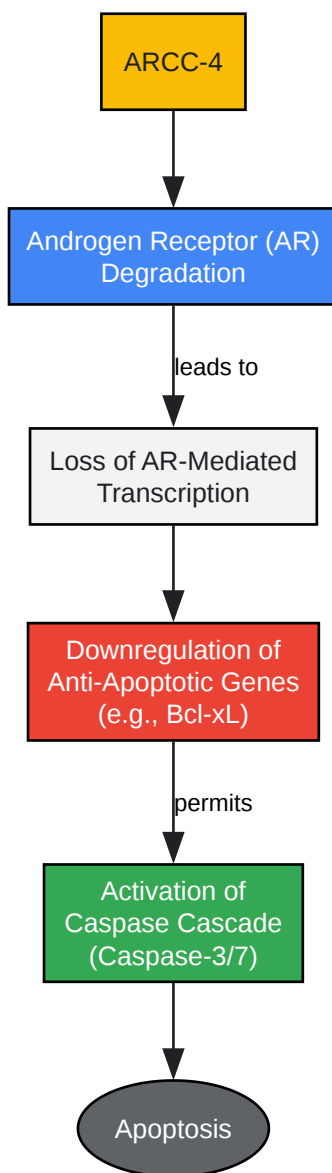 ARCC-4
Androgen Receptor (AR)
Degradation
leads to
Loss of AR-Mediated
Transcription
Downregulation of
Anti-Apoptotic Genes
(e.g., Bcl-xL)
permits
Activation of
Caspase Cascade
(Caspase-3/7)
Apoptosis